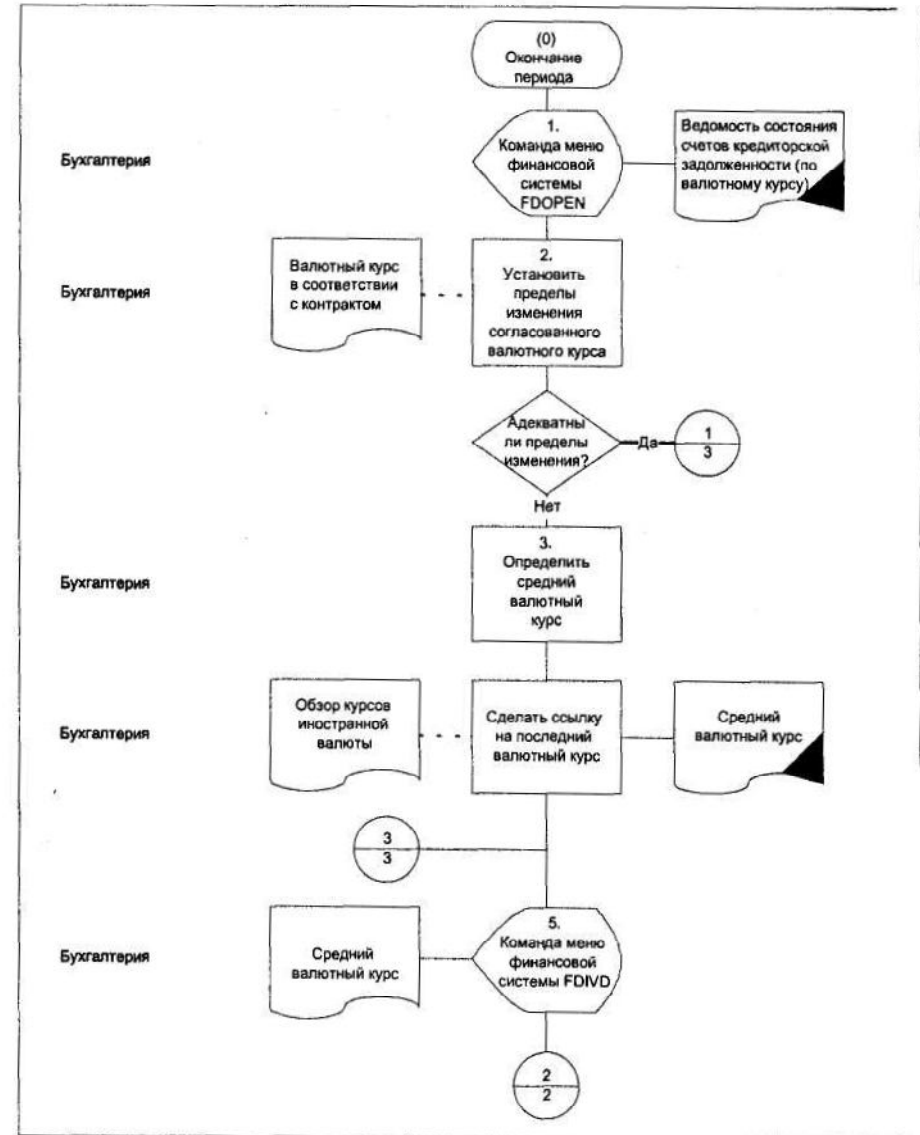 (0)
Окончание
периода
Бухгалтерия
1.
Команда меню
финансовой
системы
FDOPEN
Ведомость состояния
счетов кредиторской
задолженности (по
валютному курсу)
Бухгалтерия
Валютный курс
в соответствии
с контрактом
2.
Установить
пределы
изменения
согласованного
валютного курса
Адекватны
ли пределы
изменения?
Да
1
3
Нет
Бухгалтерия
3.
Определить
средний
валютный
курс
Бухгалтерия
Обзор курсов
иностранной
валюты
Сделать ссылку
на последний
валютный курс
Средний
валютный курс
3
3
Бухгалтерия
Средний
валютный курс
5.
Команда меню
финансовой
системы FDIVD
2
2